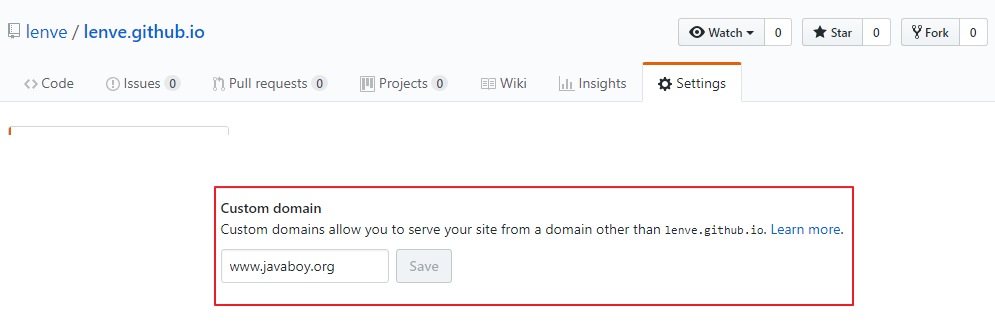 lenve / lenve.github.io
Watch 0 Star 0 Fork 0
Code Issues 0 Pull requests 0 Projects 0 Wiki Insights Settings
Custom domain
Custom domains allow you to serve your site from a domain other than lenve.github.io. Learn more.
www.javaboy.org Save